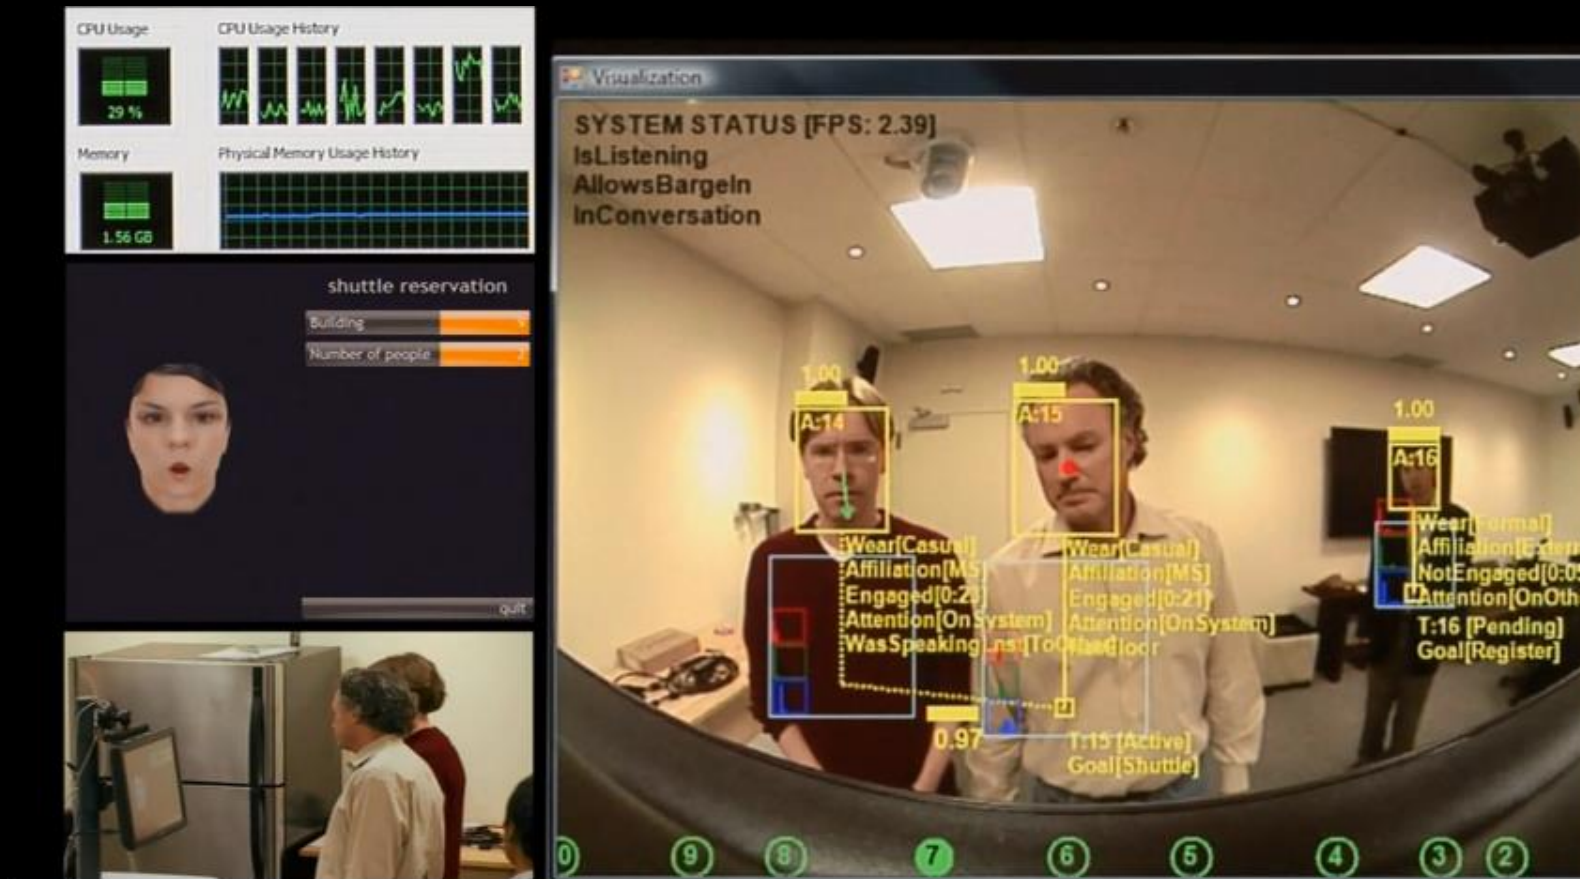 CPU Usage
CPU Usage History
29 %
Memory
Physical Memory Usage History
1.56 GB
shuttle reservation
Building
Number of people
quit
Visualization
SYSTEM STATUS [FPS: 2.39]
IsListening
AllowsBargeIn
InConversation
1.00
A:14
Wear[Casual]
Affiliation[MS]
Attention[OnSystem]
0.97
1.00
A:15
Wear[Casual]
Affiliation[MS]
Engaged[0:21]
Attention[OnSystem]
T:15 [Active]
Goal[Shuttle]
1.00
A:16
Wear[Formal]
T:16 [Pending]
Goal[Register]
0 9 8 7 6 5 4 3 2